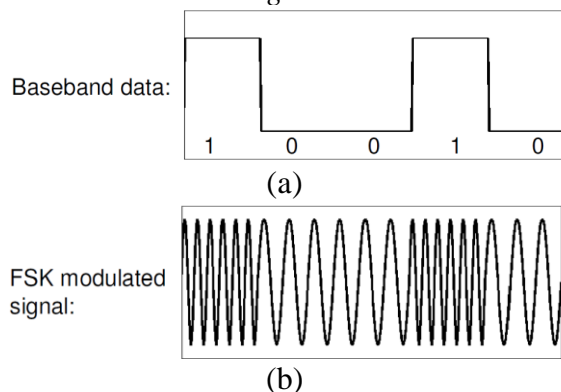 Baseband data:
1 0 0 1 0
(a)
FSK modulated
signal:
(b)